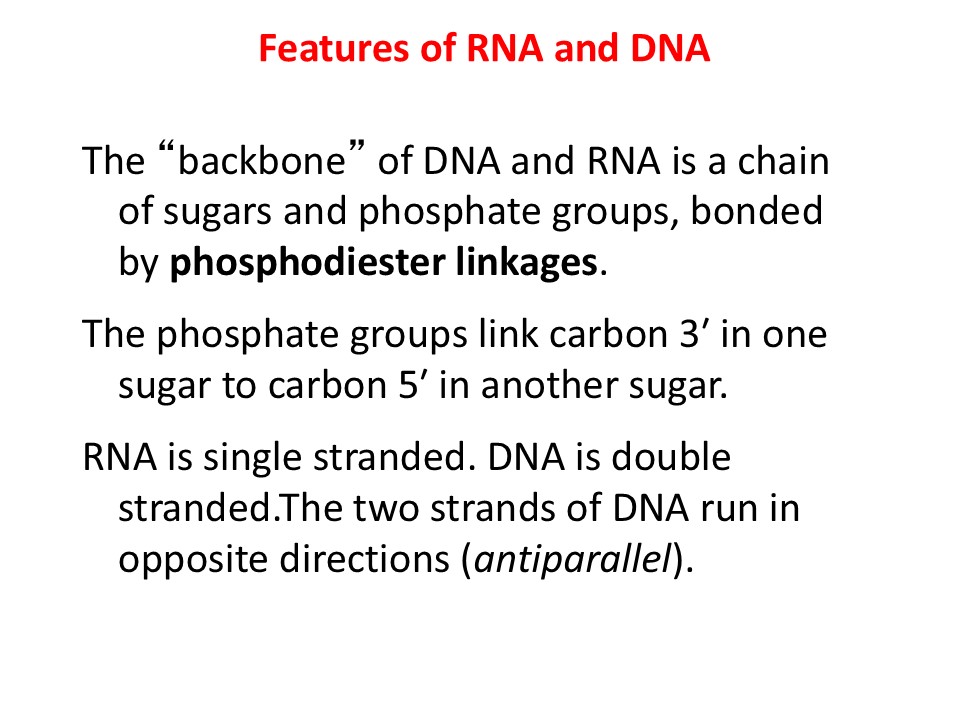 Features of RNA and DNA
The “backbone” of DNA and RNA is a chain
of sugars and phosphate groups, bonded
by phosphodiester linkages.
The phosphate groups link carbon 3′ in one
sugar to carbon 5′ in another sugar.
RNA is single stranded. DNA is double
stranded.The two strands of DNA run in
opposite directions (antiparallel).